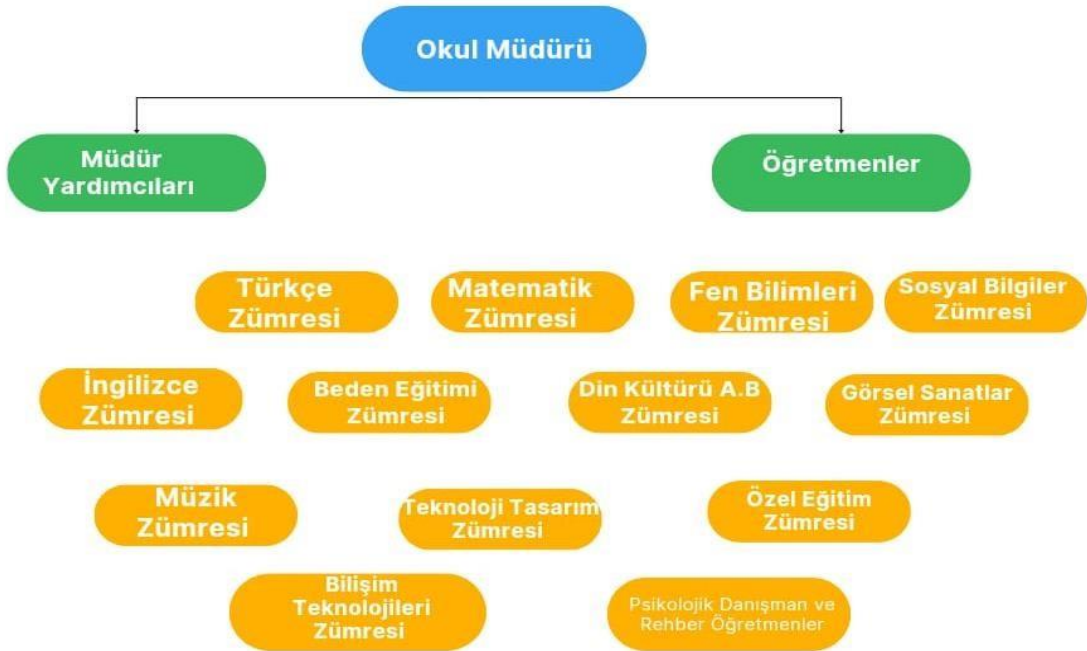 Okul Müdürü
Müdür
Yardımcıları
Öğretmenler
Türkçe
Zümresi
Matematik
Zümresi
Fen Bilimleri
Zümresi
Sosyal Bilgiler
Zümresi
İngilizce
Zümresi
Beden Eğitimi
Zümresi
Din Kültürü A.B
Zümresi
Görsel Sanatlar
Zümresi
Müzik
Zümresi
Teknoloji Tasarım
Zümresi
Özel Eğitim
Zümresi
Bilişim
Teknolojileri
Zümresi
Psikolojik Danışman ve
Rehber Öğretmenler